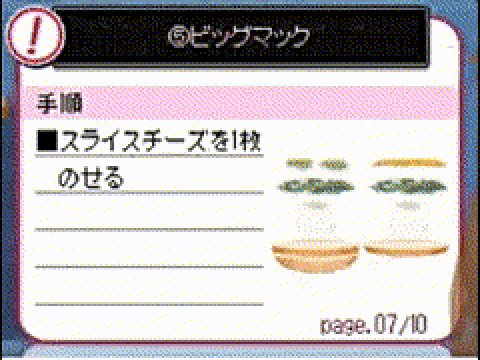 !
⑤ビッグマック
手順
■スライスチーズを1枚
のせる
page.07/10